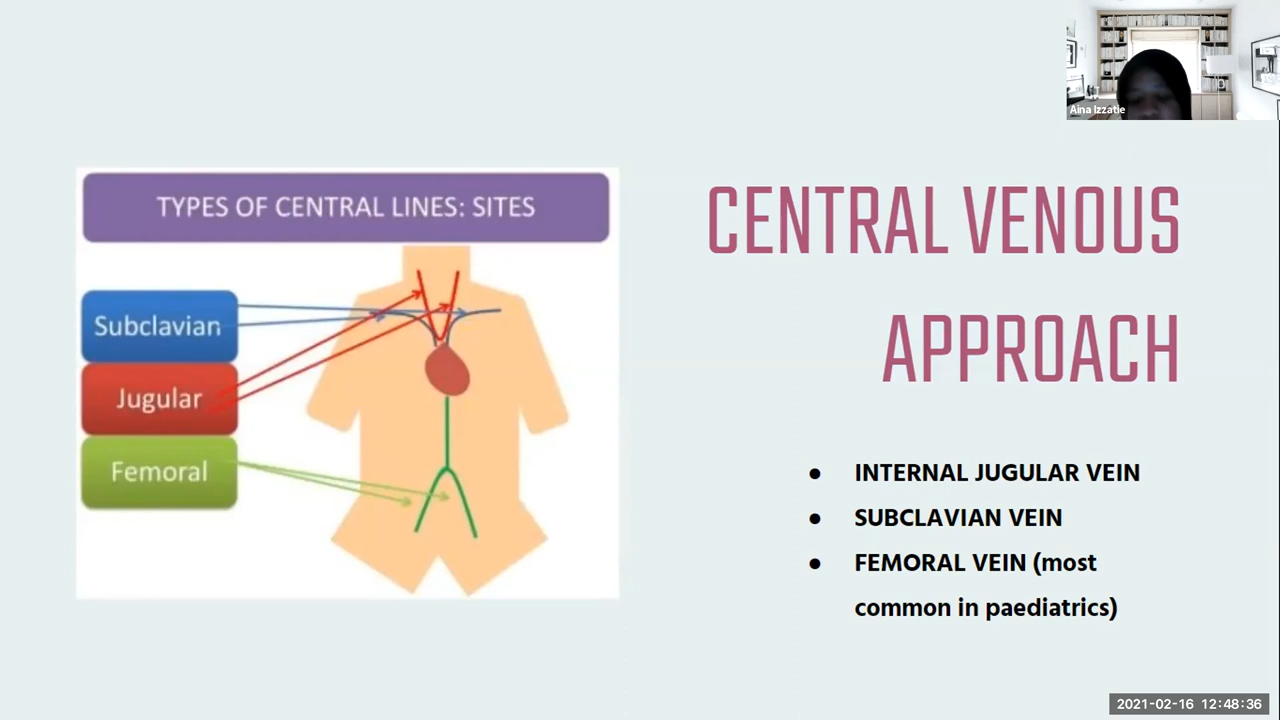 Aina Izzatie
TYPES OF CENTRAL LINES: SITES
Subclavian
Jugular
Femoral
CENTRAL VENOUS
APPROACH
● INTERNAL JUGULAR VEIN
● SUBCLAVIAN VEIN
● FEMORAL VEIN (most
common in paediatrics)
2021-02-16 12:48:36